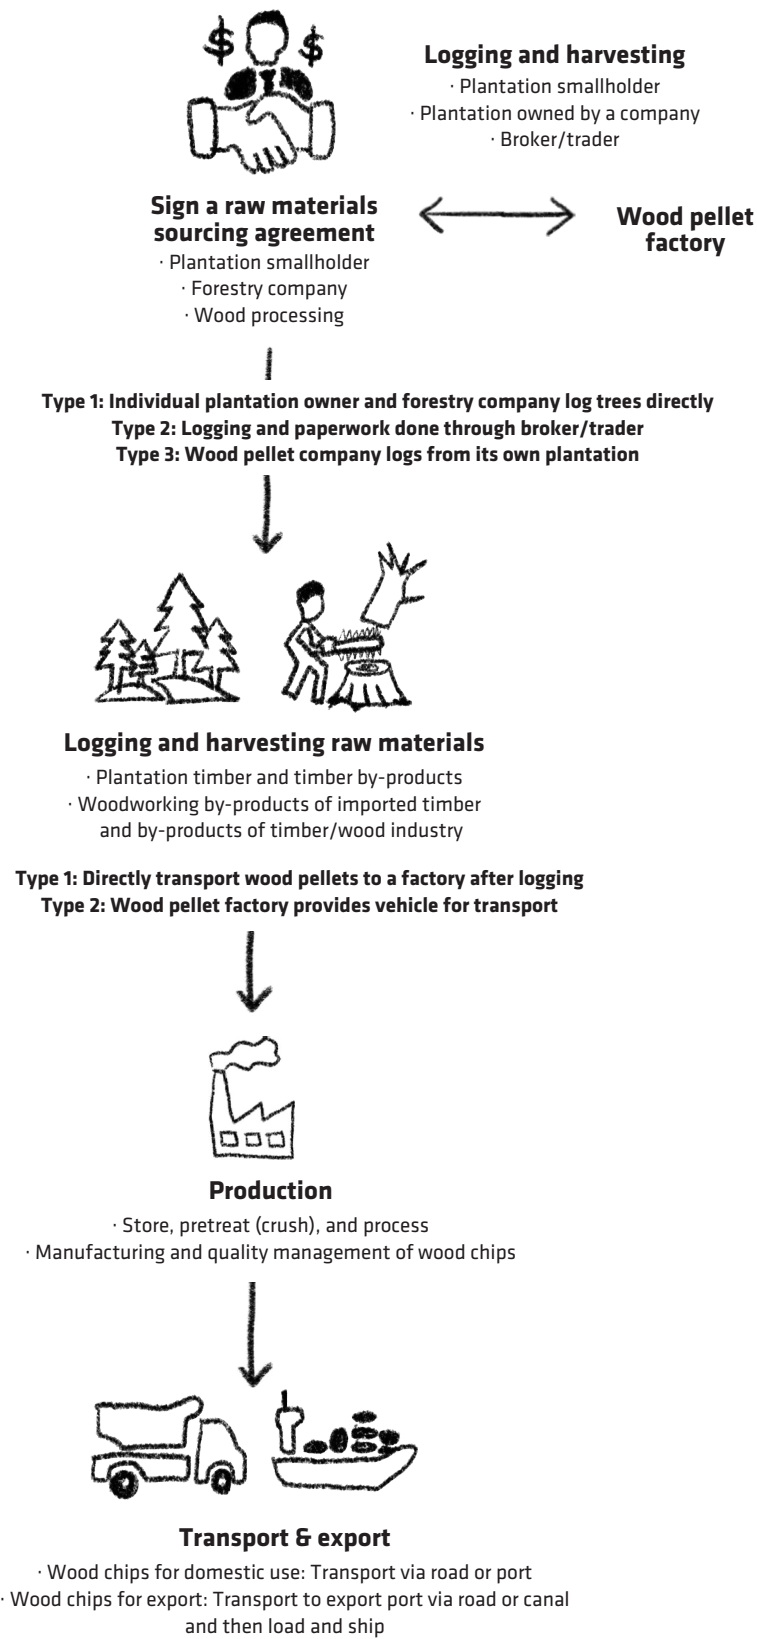 $ $
Logging and harvesting
· Plantation smallholder
· Plantation owned by a company
· Broker/trader
Sign a raw materials
sourcing agreement
· Plantation smallholder
· Forestry company
· Wood processing
Wood pellet
factory
Type 1: Individual plantation owner and forestry company log trees directly
Type 2: Logging and paperwork done through broker/trader
Type 3: Wood pellet company logs from its own plantation
Logging and harvesting raw materials
· Plantation timber and timber by-products
· Woodworking by-products of imported timber
and by-products of timber/wood industry
Type 1: Directly transport wood pellets to a factory after logging
Type 2: Wood pellet factory provides vehicle for transport
Production
· Store, pretreat (crush), and process
· Manufacturing and quality management of wood chips
Transport & export
· Wood chips for domestic use: Transport via road or port
· Wood chips for export: Transport to export port via road or canal
and then load and ship